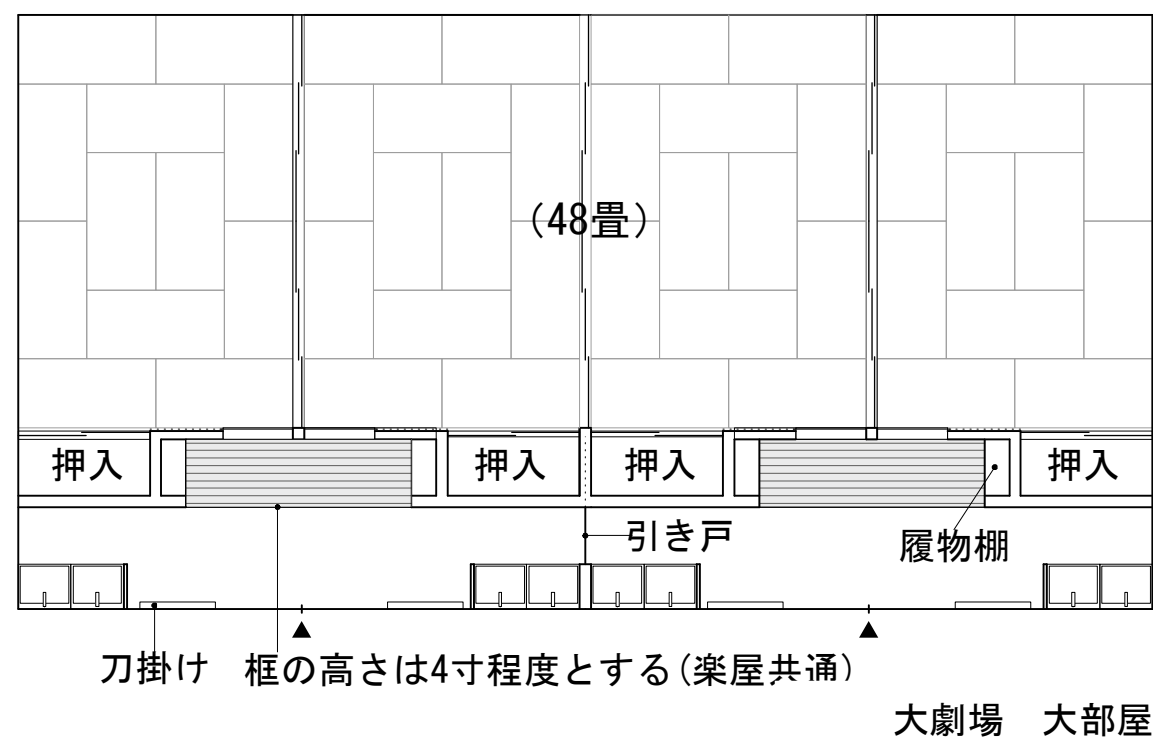 (48畳)
押入
押入
押入
押入
引き戸
履物棚
刀掛け
框の高さは4寸程度とする(楽屋共通)
大劇場 大部屋